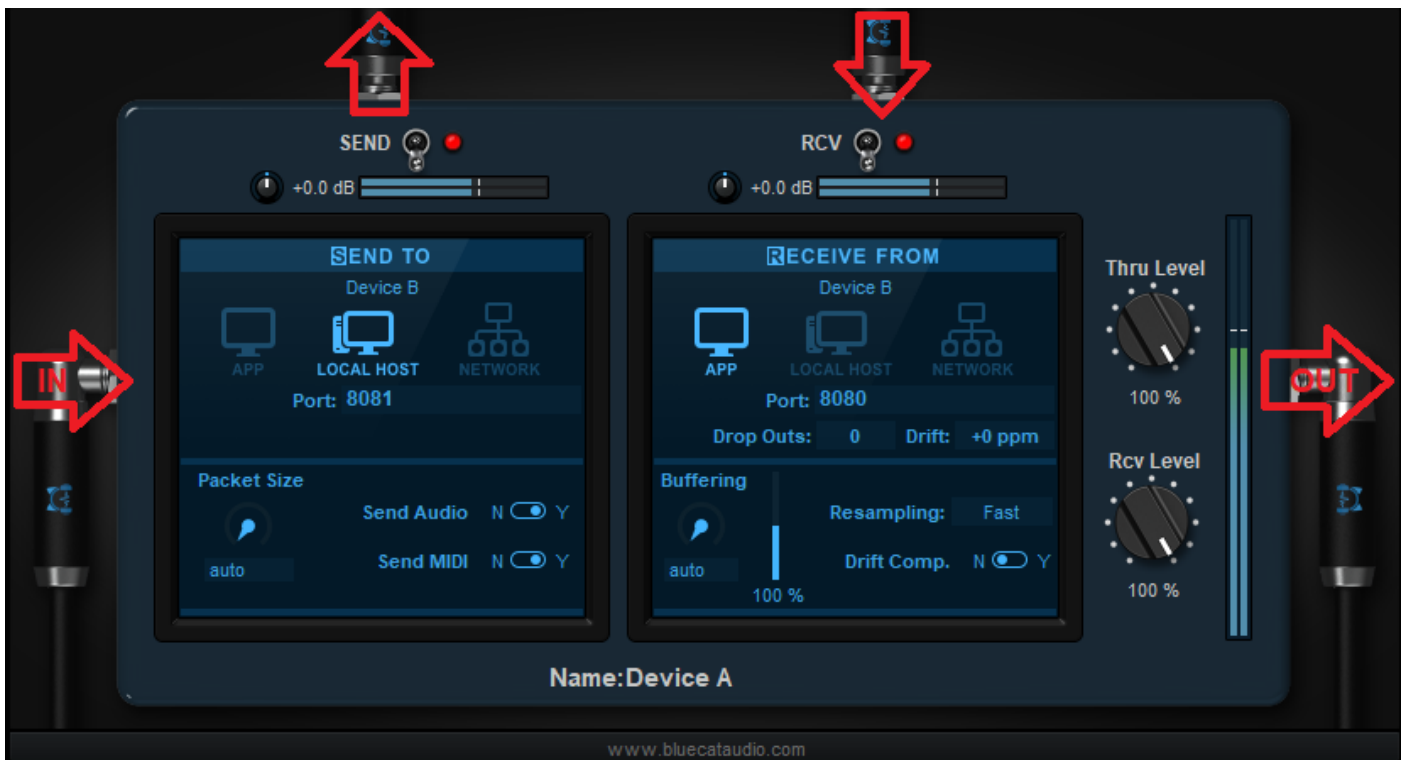 SEND
RCV
+0.0 dB
+0.0 dB
SEND TO
Device B
APP
LOCAL HOST
NETWORK
Port: 8081
Packet Size
auto
Send Audio N Y
Send MIDI N Y
RECEIVE FROM
Device B
APP
LOCAL HOST
NETWORK
Port: 8080
Drop Outs: 0 Drift: +0 ppm
Buffering
auto
100 %
Resampling: Fast
Drift Comp. N Y
Thru Level
100 %
Rcv Level
100 %
IN
OUT
Name:Device A
www.bluecataudio.com